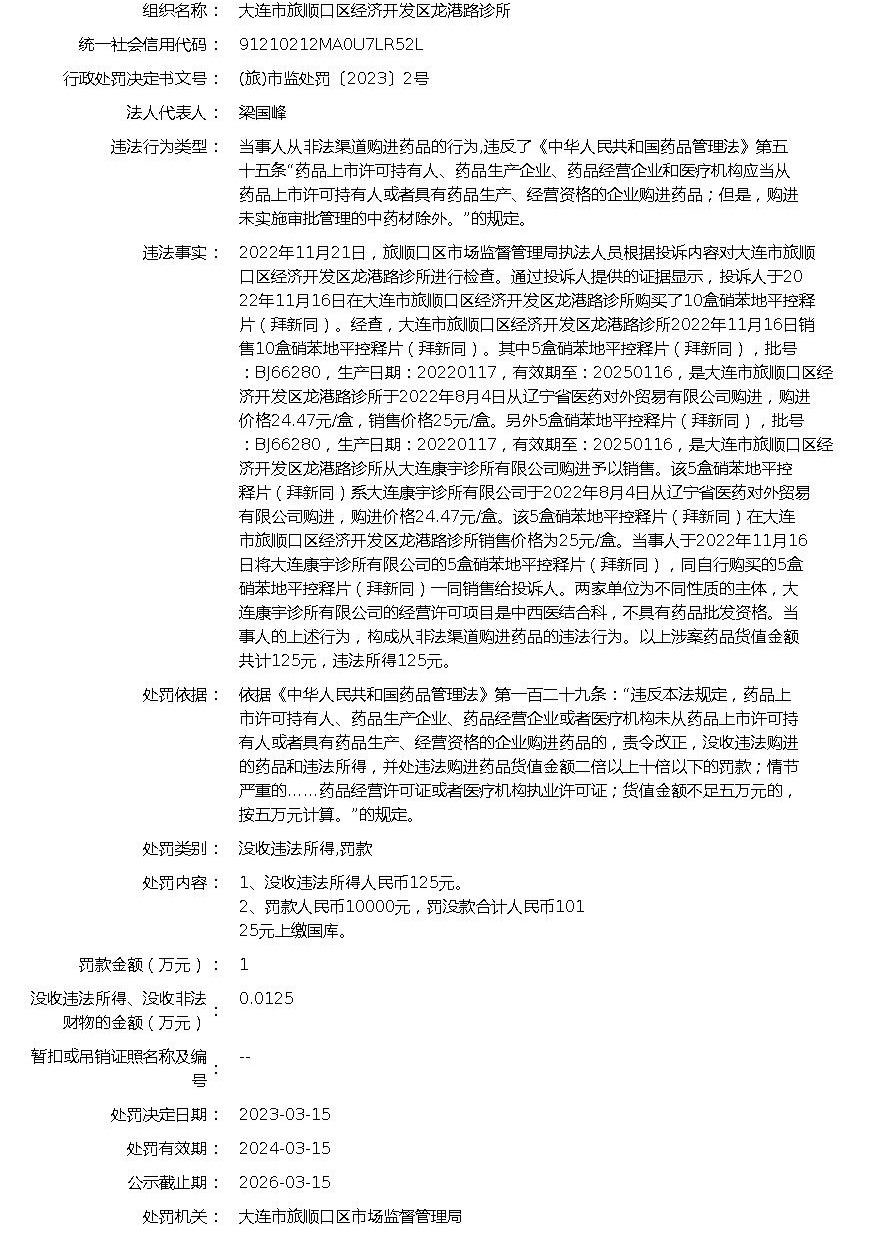 组织名称： 大连市旅顺口区经济开发区龙港路诊所
统一社会信用代码： 91210212MA0U7LR52L
行政处罚决定书文号： (旅)市监处罚〔2023〕2号
法人代表人： 梁国峰
违法行为类型： 当事人从非法渠道购进药品的行为,违反了《中华人民共和国药品管理法》第五
十五条“药品上市许可持有人、药品生产企业、药品经营企业和医疗机构应当从
药品上市许可持有人或者具有药品生产、经营资格的企业购进药品；但是，购进
未实施审批管理的中药材除外。”的规定。
违法事实： 2022年11月21日，旅顺口区市场监督管理局执法人员根据投诉内容对大连市旅顺
口区经济开发区龙港路诊所进行检查。通过投诉人提供的证据显示，投诉人于20
22年11月16日在大连市旅顺口区经济开发区龙港路诊所购买了10盒硝苯地平控释
片（拜新同）。经查，大连市旅顺口区经济开发区龙港路诊所2022年11月16日销
售10盒硝苯地平控释片（拜新同）。其中5盒硝苯地平控释片（拜新同），批号
：BJ66280，生产日期：20220117，有效期至：20250116，是大连市旅顺口区经
济开发区龙港路诊所于2022年8月4日从辽宁省医药对外贸易有限公司购进，购进
价格24.47元/盒，销售价格25元/盒。另外5盒硝苯地平控释片（拜新同），批号
：BJ66280，生产日期：20220117，有效期至：20250116，是大连市旅顺口区经
济开发区龙港路诊所从大连康宇诊所有限公司购进予以销售。该5盒硝苯地平控
释片（拜新同）系大连康宇诊所有限公司于2022年8月4日从辽宁省医药对外贸易
有限公司购进，购进价格24.47元/盒。该5盒硝苯地平控释片（拜新同）在大连
市旅顺口区经济开发区龙港路诊所销售价格为25元/盒。当事人于2022年11月16
日将大连康宇诊所有限公司的5盒硝苯地平控释片（拜新同），同自行购买的5盒
硝苯地平控释片（拜新同）一同销售给投诉人。两家单位为不同性质的主体，大
连康宇诊所有限公司的经营许可项目是中西医结合科，不具有药品批发资格。当
事人的上述行为，构成从非法渠道购进药品的违法行为。以上涉案药品货值金额
共计125元，违法所得125元。
处罚依据： 依据《中华人民共和国药品管理法》第一百二十九条：“违反本法规定，药品上
市许可持有人、药品生产企业、药品经营企业或者医疗机构未从药品上市许可持
有人或者具有药品生产、经营资格的企业购进药品的，责令改正，没收违法购进
的药品和违法所得，并处违法购进药品货值金额二倍以上十倍以下的罚款；情节
严重的……药品经营许可证或者医疗机构执业许可证；货值金额不足五万元的，
按五万元计算。”的规定。
处罚类别： 没收违法所得,罚款
处罚内容： 1、没收违法所得人民币125元。
2、罚款人民币10000元，罚没款合计人民币101
25元上缴国库。
罚款金额（万元）： 1
没收违法所得、没收非法
财物的金额（万元）： 0.0125
暂扣或吊销证照名称及编
号： --
处罚决定日期： 2023-03-15
处罚有效期： 2024-03-15
公示截止期： 2026-03-15
处罚机关： 大连市旅顺口区市场监督管理局